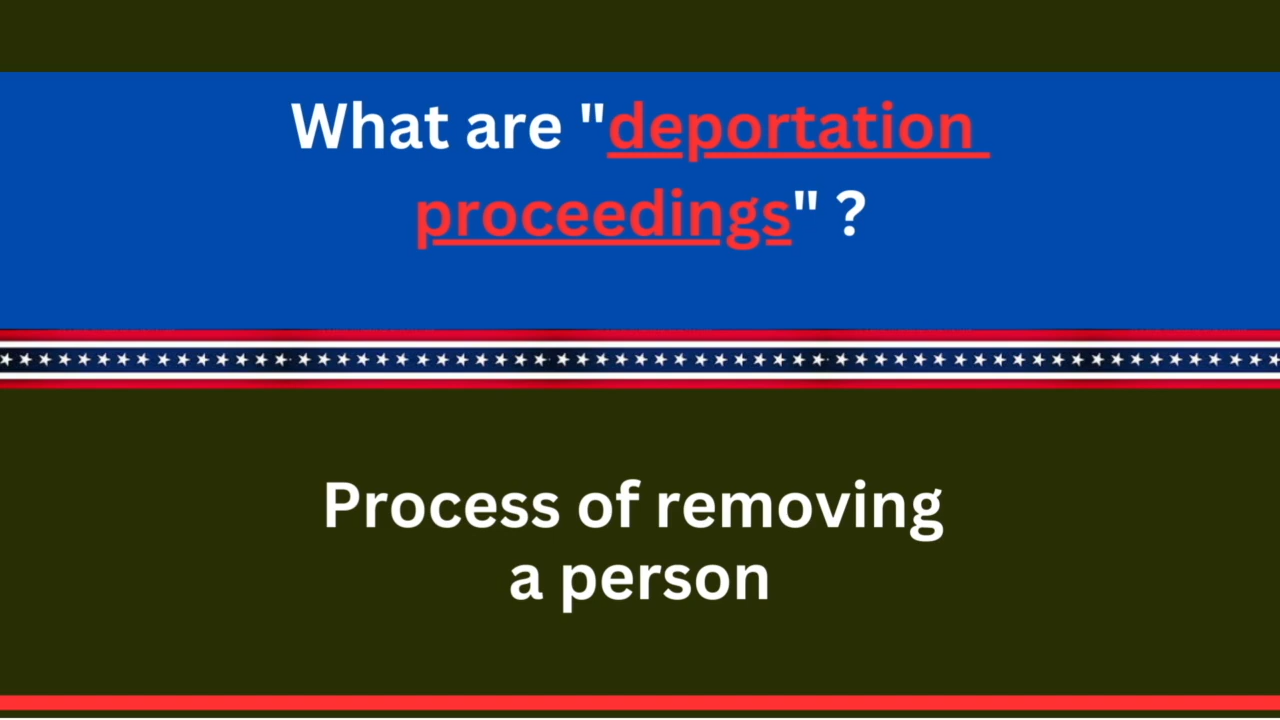 What are "deportation
proceedings" ?
Process of removing
a person